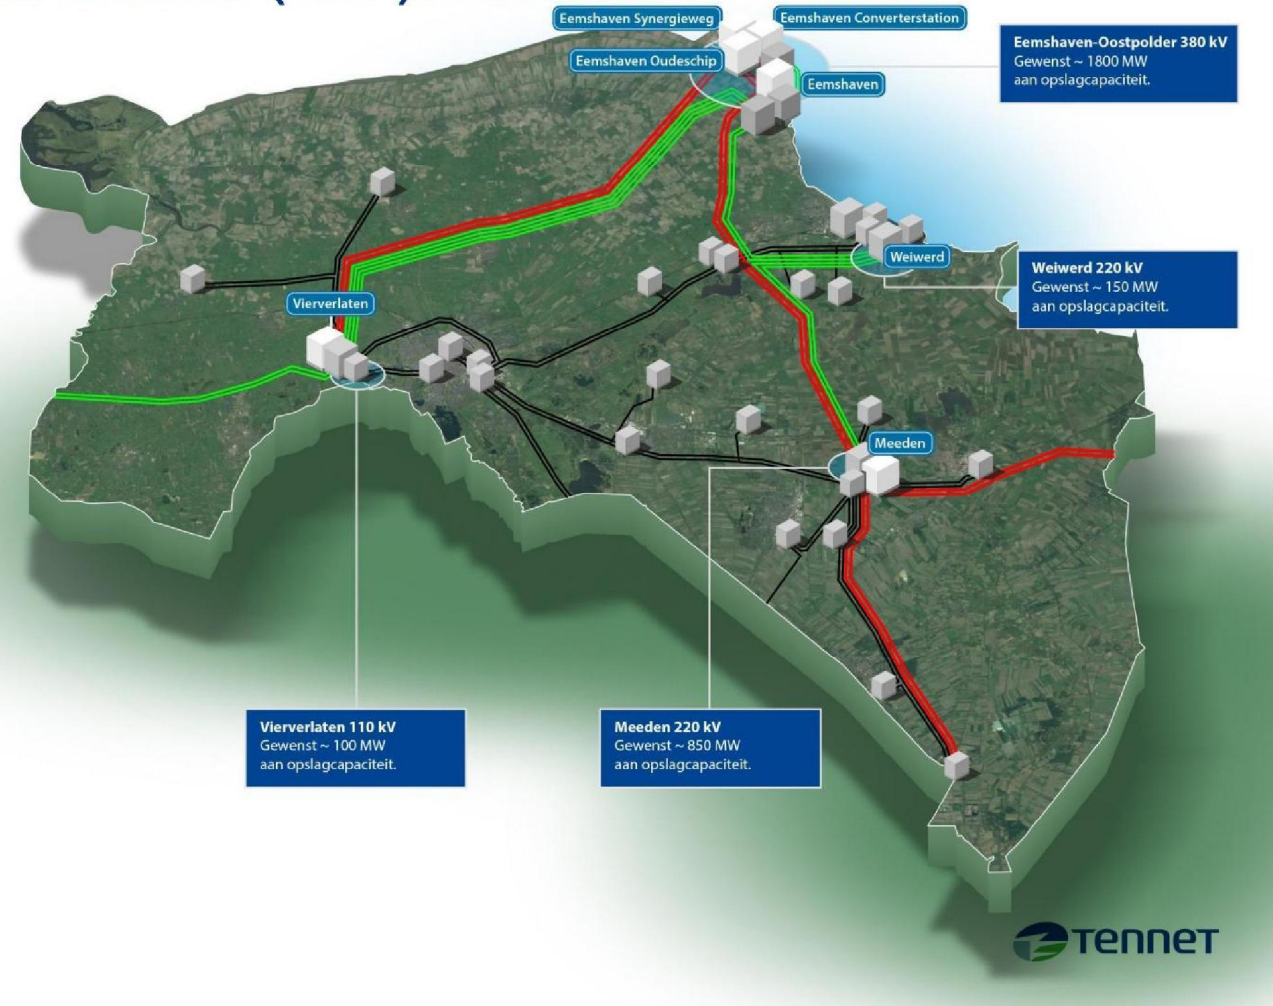 Eemshaven Synergieweg
Eemshaven Converterstation
Eemshaven Oudeschip
Eemshaven
Eemshaven-Oostpolder 380 kV
Gewenst ~ 1800 MW
aan opslagcapaciteit.
Weiwerd
Weiwerd 220 kV
Gewenst ~ 150 MW
aan opslagcapaciteit.
Vierverlaten
Meeden
Vierverlaten 110 kV
Gewenst ~ 100 MW
aan opslagcapaciteit.
Meeden 220 kV
Gewenst ~ 850 MW
aan opslagcapaciteit.
TenneT